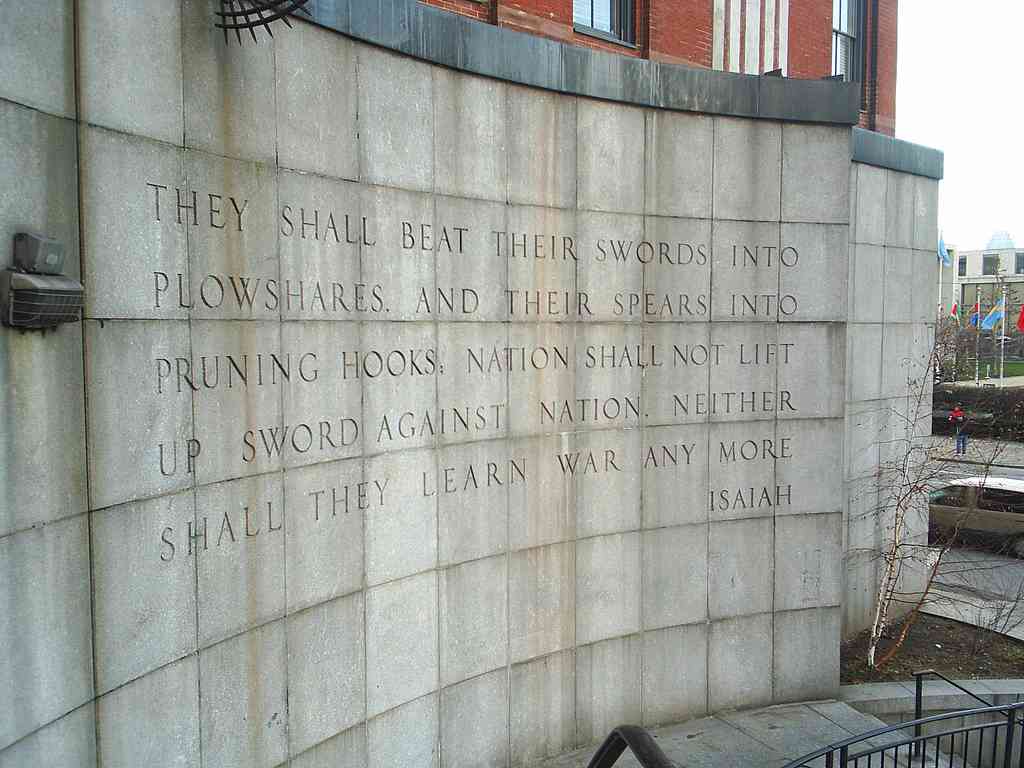 THEY SHALL BEAT THEIR SWORDS INTO
PLOWSHARES. AND THEIR SPEARS INTO
PRUNING HOOKS; NATION SHALL NOT LIFT
UP SWORD AGAINST NATION. NEITHER
SHALL THEY LEARN WAR ANY MORE
ISAIAH